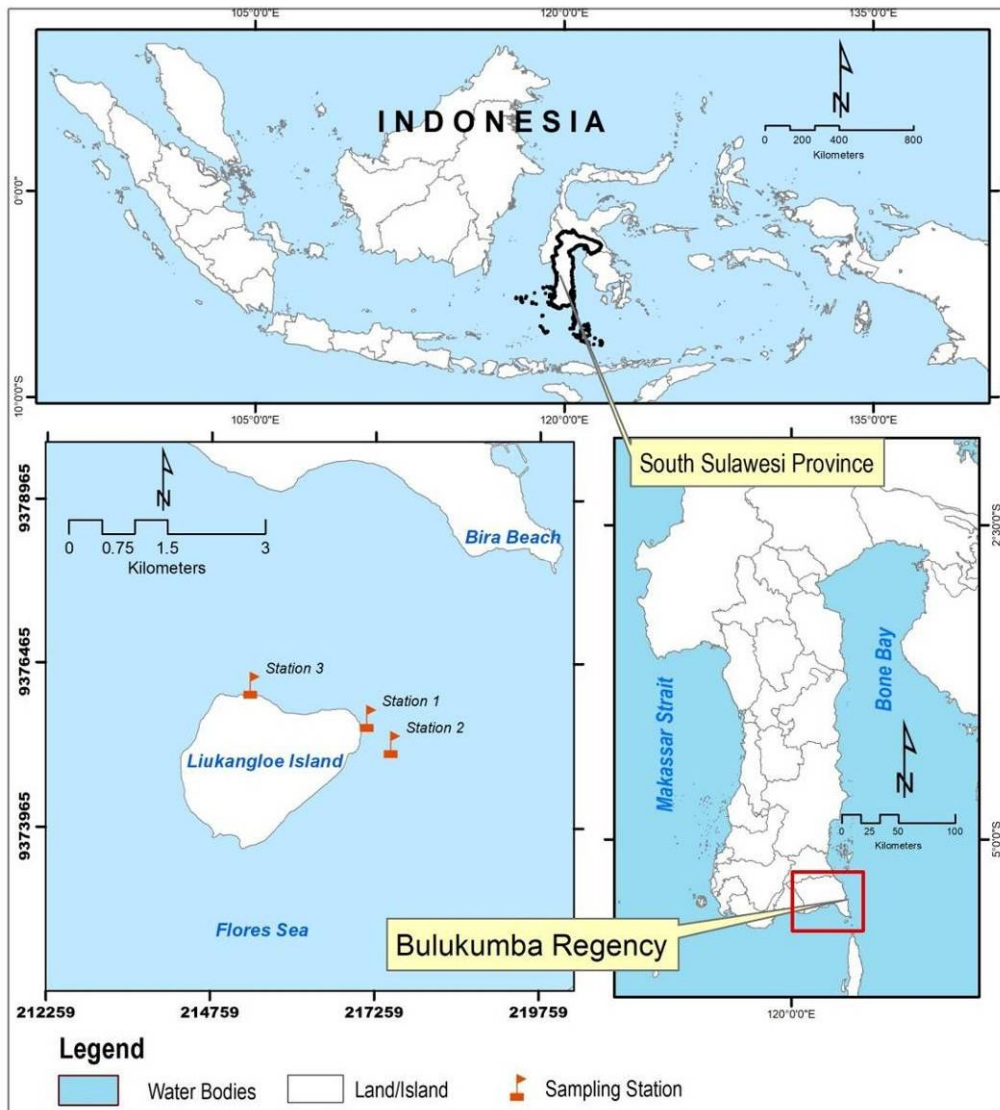 105°0'0"E
120°0'0"E
135°0'0"E
INDONESIA
N
0 200 400 800
Kilometers
0°0'0"
10°0'0"S
105°0'0"E
120°0'0"E
135°0'0"E
South Sulawesi Province
9378965
9376465
9373965
N
0 0.75 1.5 3
Kilometers
Bira Beach
Station 3
Station 1
Station 2
Liukangloe Island
Flores Sea
212259
214759
217259
219759
2°30'0"S
5°0'0"S
Makassar Strait
Bone Bay
N
0 25 50 100
Kilometers
Bulukumba Regency
120°0'0"E
Legend
Water Bodies
Land/Island
Sampling Station